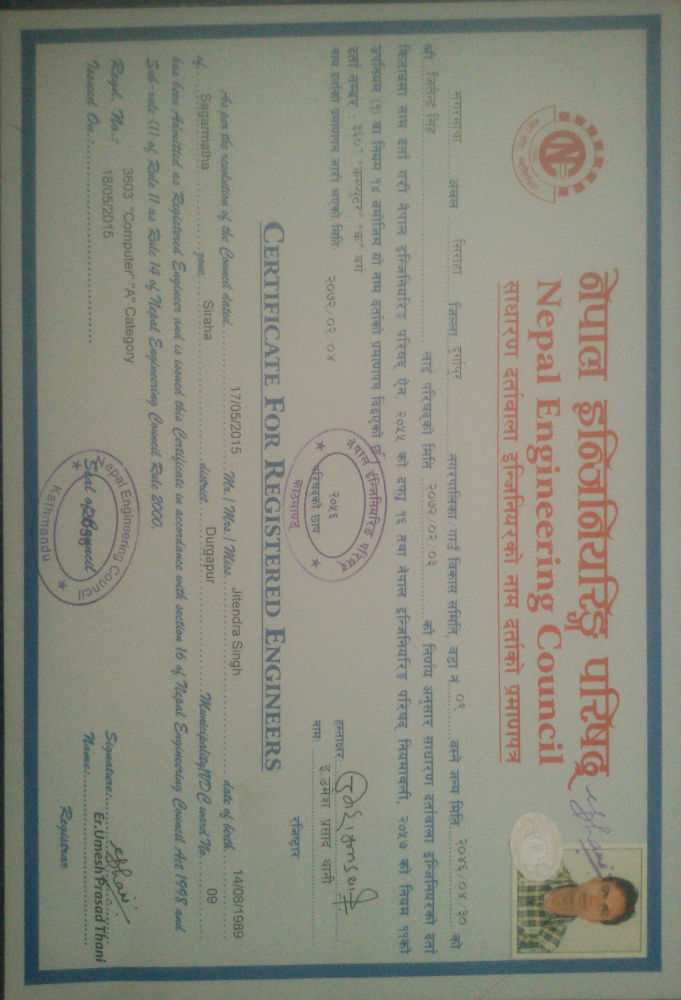 नेपाल इन्जिनियरिङ्ग परिषद्
Nepal Engineering Council
साधारण दर्तावाला इन्जिनियरको नाम दर्ताको प्रमाणपत्र
सगरमाथा अंचल सिराहा जिल्ला दुर्गापुर नगरपालिका/गाउँ विकास समिति, वडा नं. ०९ बस्ने जन्म मिति २०४६/०४/३० को
श्री जितेन्द्र सिंह लाई परिषद्को मिति २०७२/०२/०३ को निर्णय अनुसार साधारण दर्तावाला इन्जिनियरको दर्ता
किताबमा नाम दर्ता गरी नेपाल इन्जिनियरिङ्ग परिषद् ऐन, २०५५ को दफा १६ तथा नेपाल इन्जिनियरिङ्ग परिषद् नियमावली, २०५७ को नियम ११को
उपनियम (१) वा नियम १४ बमोजिम यो नाम दर्ताको प्रमाणपत्र दिइएको छ।
दर्ता नम्बर : ३६०३ "कम्प्युटर" "क" वर्ग
नाम दर्ताको प्रमाणपत्र जारी भएको मिति: २०७२/०२/०४
नेपाल इन्जिनियरिङ्ग परिषद्
२०५६
परिषद्को छाप
काठमाण्डू
हस्ताक्षर:
नाम: इ. उमेश प्रसाद थानी
रजिष्ट्रार
CERTIFICATE FOR REGISTERED ENGINEERS
As per the resolution of the Council dated 17/05/2015 Mr./ Mrs./ Miss. Jitendra Singh date of birth 14/08/1989
of Sagarmatha zone Siraha district Durgapur Municipality/VDC ward No. 09
has been Admitted as Registered Engineer and is issued this Certificate in accordance with section 16 of Nepal Engineering Council Act 1998 and
Sub-rule (1) of Rule 11 as Rule 14 of Nepal Engineering Council Rule 2000.
Regd. No.: 3603 "Computer" "A" Category
Issued On.: 18/05/2015
Nepal Engineering Council
Seal of Council
Kathmandu
Signature:
Name: Er.Umesh Prasad Thani
Registrar